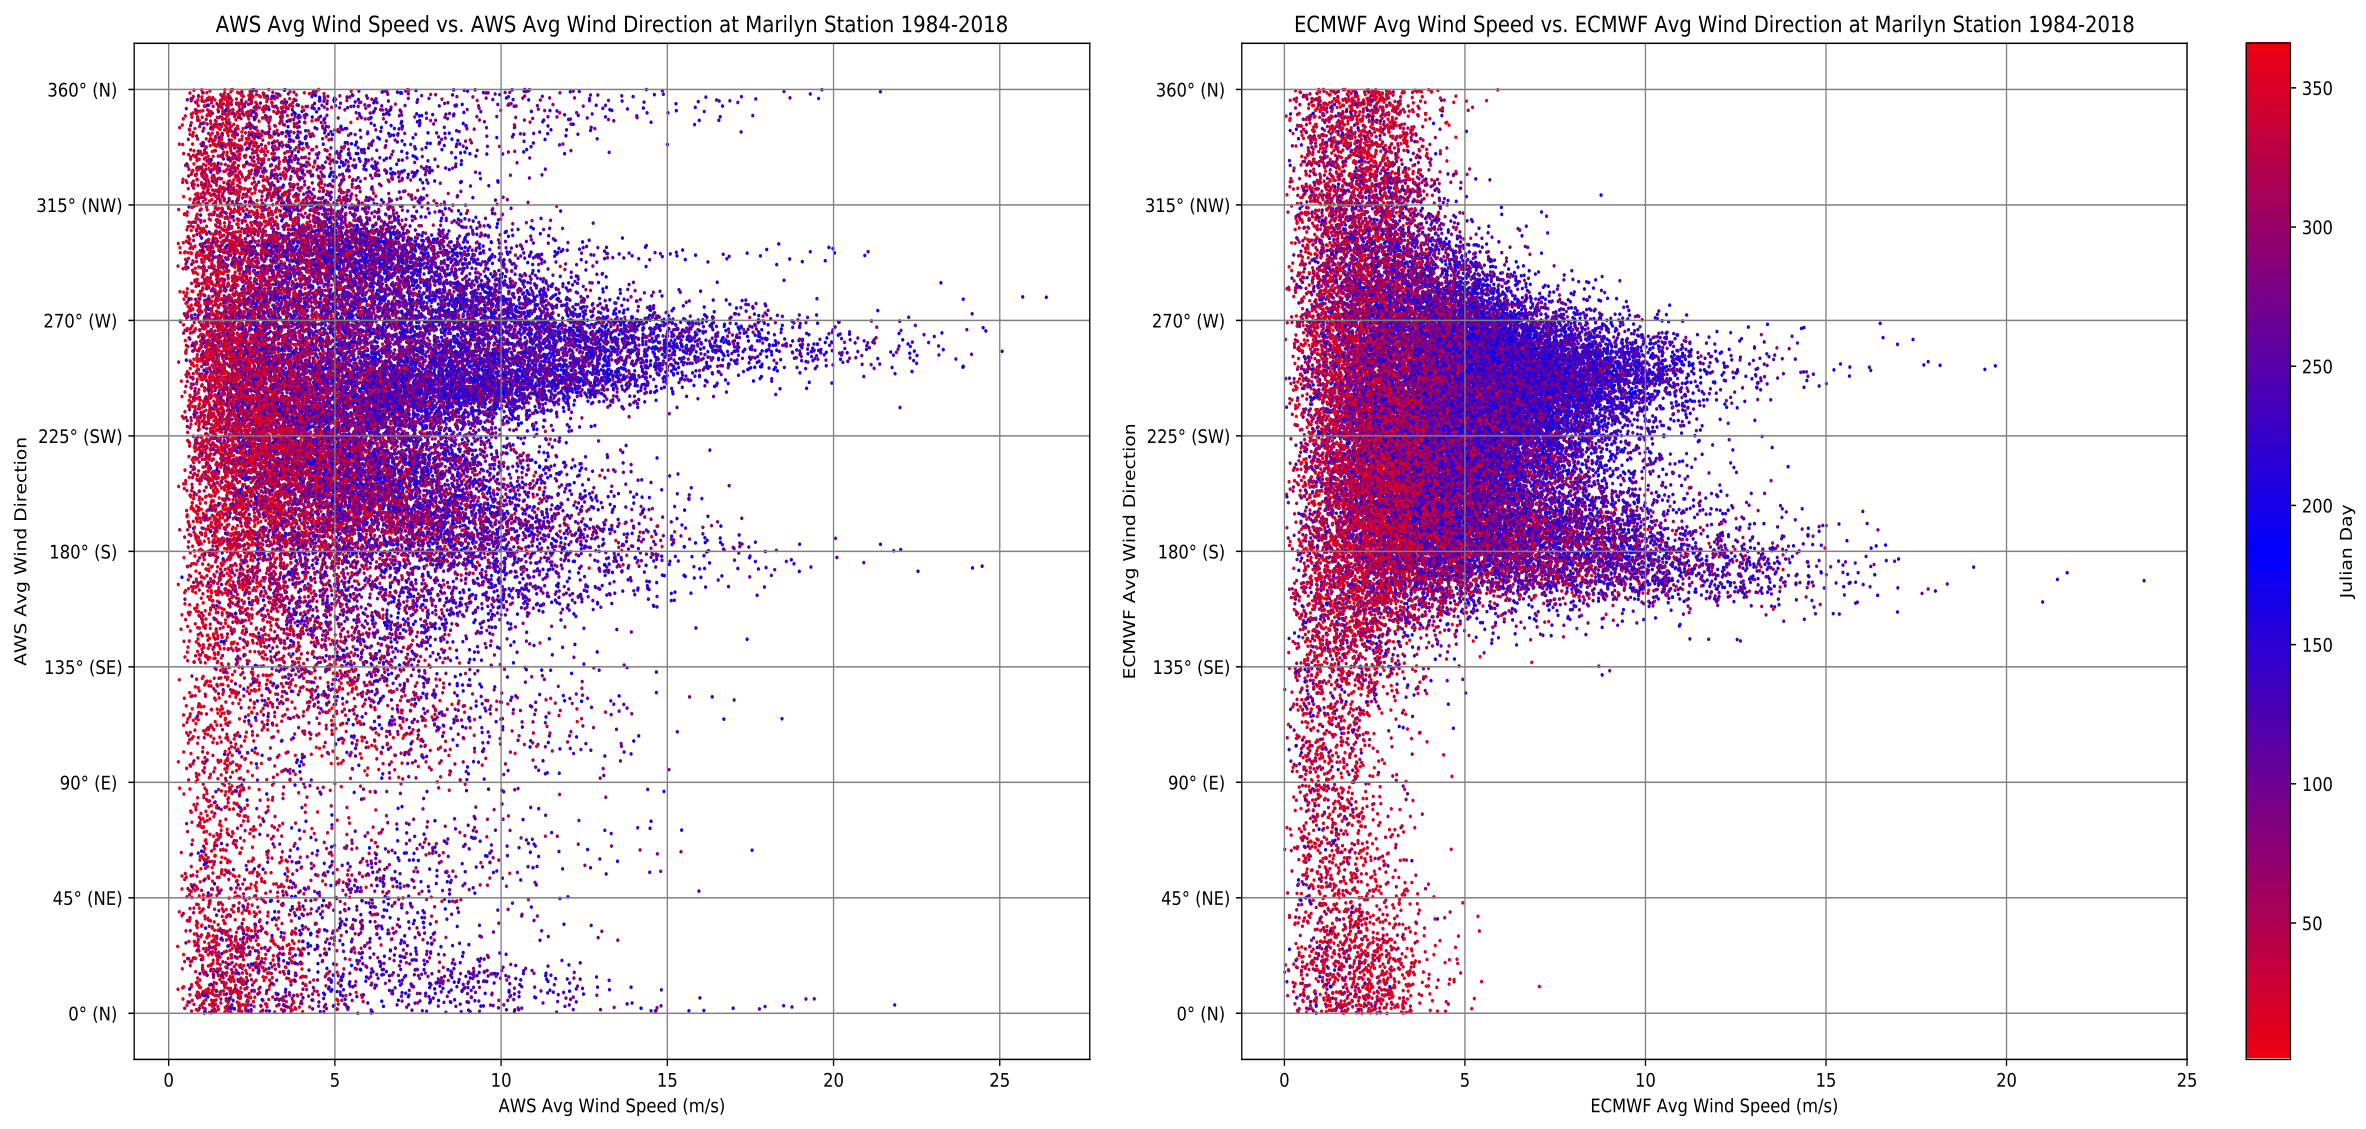 AWS Avg Wind Speed vs. AWS Avg Wind Direction at Marilyn Station 1984-2018
360° (N)
315° (NW)
270° (W)
225° (SW)
180° (S)
135° (SE)
90° (E)
45° (NE)
0° (N)
AWS Avg Wind Direction
0 5 10 15 20 25
AWS Avg Wind Speed (m/s)
ECMWF Avg Wind Speed vs. ECMWF Avg Wind Direction at Marilyn Station 1984-2018
360° (N)
315° (NW)
270° (W)
225° (SW)
180° (S)
135° (SE)
90° (E)
45° (NE)
0° (N)
ECMWF Avg Wind Direction
0 5 10 15 20 25
ECMWF Avg Wind Speed (m/s)
350
300
250
200
150
100
50
Julian Day